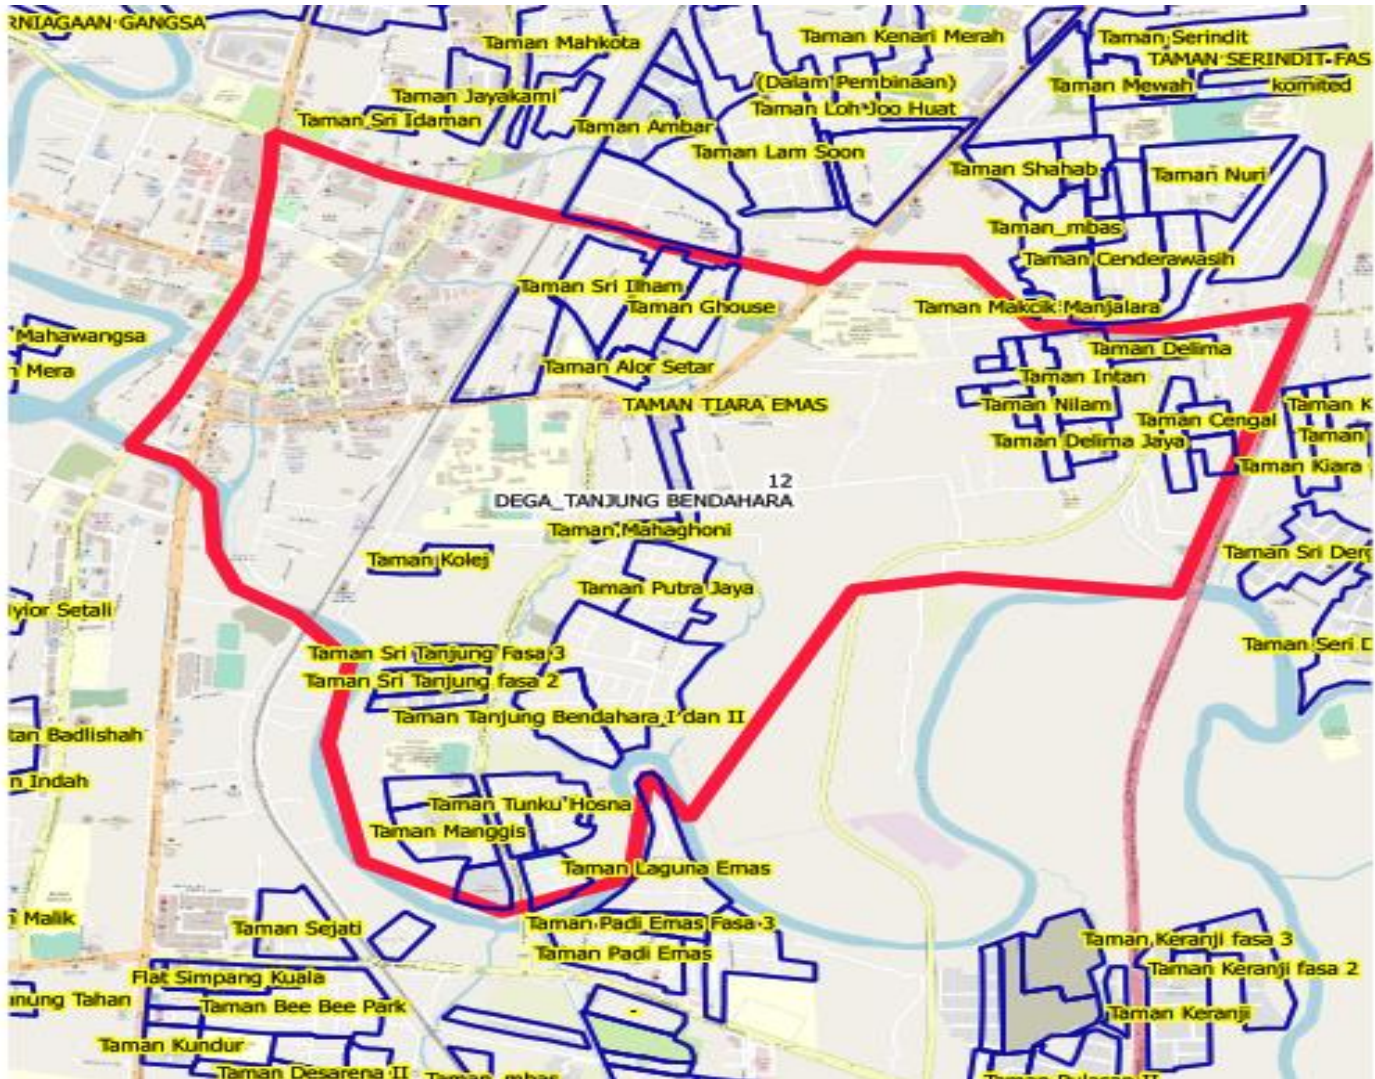 RNIAGAAN GANGSA
Taman Mahkota
Taman Kenari Merah
Taman Serindit
TAMAN SERINDIT-FAS
(Dalam Pembinaan)
Taman Mewah
komited
Taman Jayakami
Taman Loh Joo Huat
Taman Sri Idaman
Taman Ambar
Taman Lam Soon
Taman Shahab
Taman Nuri
Taman_mbas
Taman Cenderawasih
Taman Sri Ilham
Taman Ghouse
Taman Makcik Manjalara
Mahawangsa
Taman Delima
n Mera
Taman Alor Setar
Taman Intan
TAMAN TIARA EMAS
Taman Nilam
Taman K
Taman Cengal
Taman
Taman Delima Jaya
Taman Kiara
12
DEGA_TANJUNG BENDAHARA
Taman Mahaghoni
Taman Sri Derg
Taman Kolej
Taman Putra Jaya
yior Setali
Taman Seri D
Taman Sri Tanjung Fasa 3
Taman Sri Tanjung fasa 2
Taman Tanjung Bendahara I dan II
tan Badlishah
n Indah
Taman Tunku Hosna
Taman Manggis
Taman Laguna Emas
n Malik
Taman Sejati
Taman Padi Emas Fasa 3
Taman Padi Emas
Taman Keranji fasa 3
Taman Keranji fasa 2
Flat Simpang Kuala
unung Tahan
Taman Bee Bee Park
-
Taman Keranji
Taman Kundur
Taman Desarena II
Taman_mbas